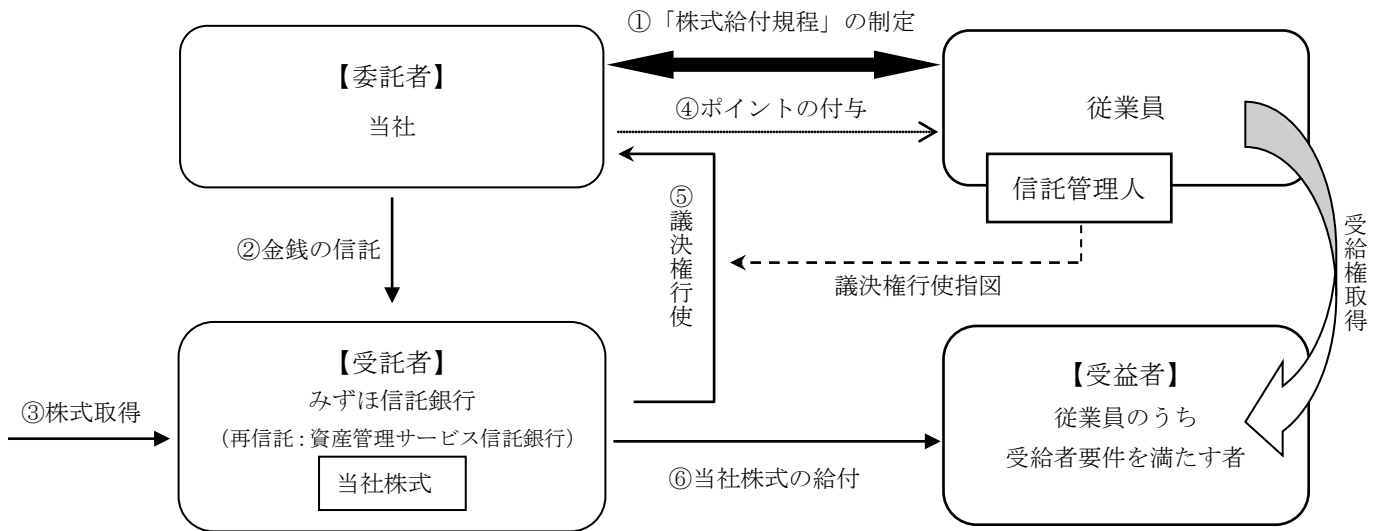 ①「株式給付規程」の制定
【委託者】
当社
④ポイントの付与
従業員
信託管理人
②金銭の信託
⑤議決権行使
議決権行使指図
受給権取得
③株式取得
【受託者】
みずほ信託銀行
（再信託：資産管理サービス信託銀行）
当社株式
⑥当社株式の給付
【受益者】
従業員のうち
受給者要件を満たす者